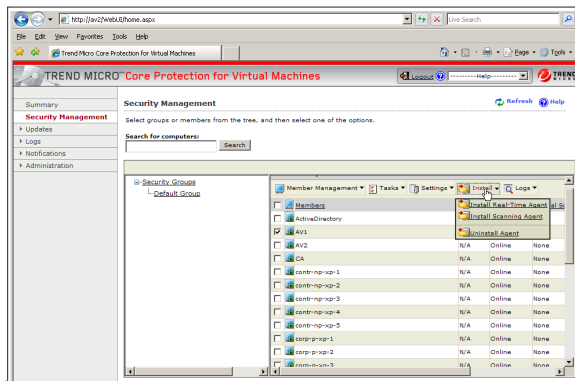 http://av2/WebUI/home.aspx
Live Search
File Edit View Favorites Tools Help
Trend Micro Core Protection for Virtual Machines
Page Tools
TREND MICRO™ Core Protection for Virtual Machines
Logout
----------Help----------
TREND
Summary
Security Management
Updates
Logs
Notifications
Administration
Security Management
Refresh Help
Select groups or members from the tree, and then select one of the options.
Search for computers:
Search
Security Groups
Default Group
Member Management Tasks Settings Install Logs
Install Real-Time Agent
Install Scanning Agent
Uninstall Agent
Members
ActiveDirectory
AV1
AV2 N/A Online None
CA N/A Online None
contr-np-xp-1 N/A Online None
contr-np-xp-2 N/A Online None
contr-np-xp-3 N/A Online None
contr-np-xp-4 N/A Online None
contr-np-xp-5 N/A Online None
corp-p-xp-1 N/A Online None
corp-p-xp-2 N/A Online None
corp-p-xp-3 N/A Online None